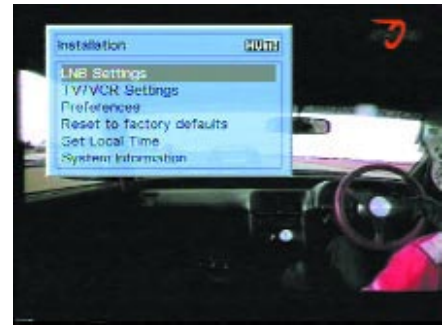 Installation
LNB Settings
TV/VCR Settings
Preferences
Reset to factory defaults
Set Local Time
System Information